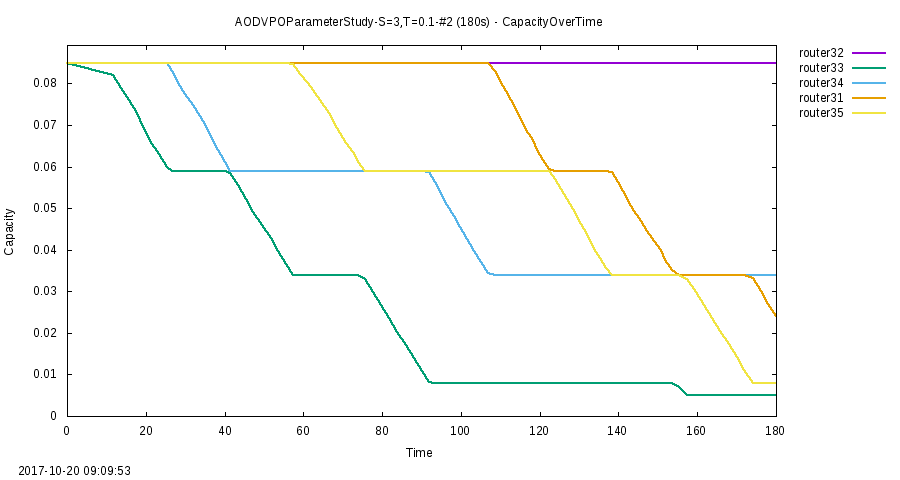 AODVPOParameterStudy-S=3,T=0.1-#2 (180s) - CapacityOverTime
router32
router33
router34
router31
router35
0.08
0.07
0.06
0.05
0.04
0.03
0.02
0.01
0
Capacity
0 20 40 60 80 100 120 140 160 180
Time
2017-10-20 09:09:53